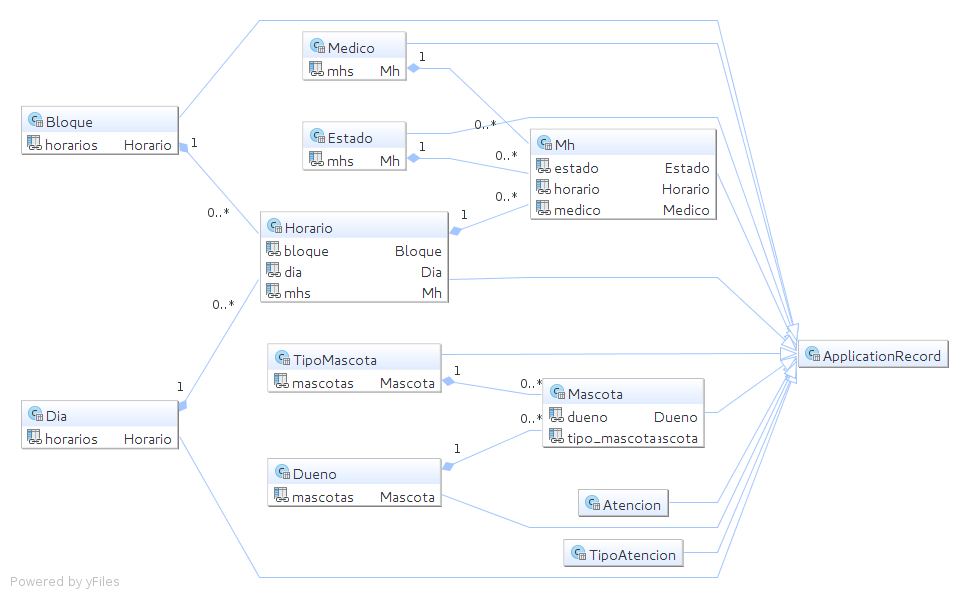 Medico
mhs Mh
1
Bloque
horarios Horario
1
Estado
mhs Mh
1
0..*
0..*
0..*
Mh
estado Estado
horario Horario
medico Medico
0..*
Horario
bloque Bloque
dia Dia
mhs Mh
1
0..*
1
Dia
horarios Horario
TipoMascota
mascotas Mascota
1
0..*
0..*
Mascota
dueno Dueno
tipo_mascota scota
ApplicationRecord
Dueno
mascotas Mascota
1
Atencion
TipoAtencion
Powered by yFiles